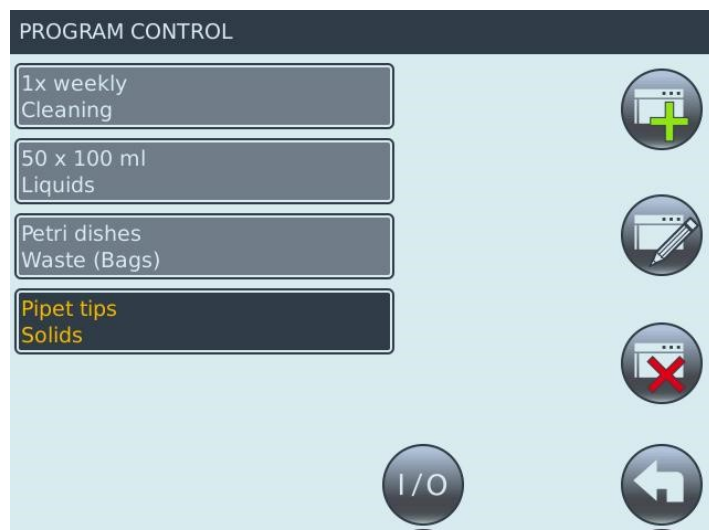 PROGRAM CONTROL
1x weekly
Cleaning
50 x 100 ml
Liquids
Petri dishes
Waste (Bags)
Pipet tips
Solids
I/O